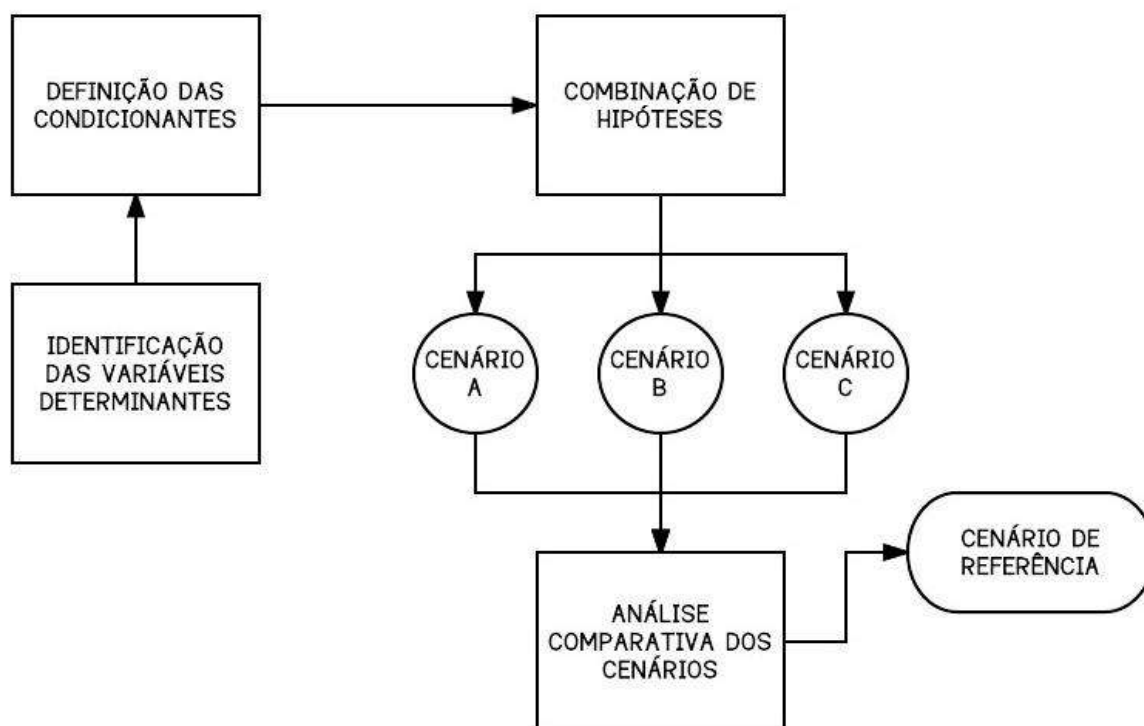 DEFINIÇÃO DAS
CONDICIONANTES
COMBINAÇÃO DE
HIPÓTESES
IDENTIFICAÇÃO
DAS VARIÁVEIS
DETERMINANTES
CENÁRIO
A
CENÁRIO
B
CENÁRIO
C
CENÁRIO DE
REFERÊNCIA
ANÁLISE
COMPARATIVA DOS
CENÁRIOS